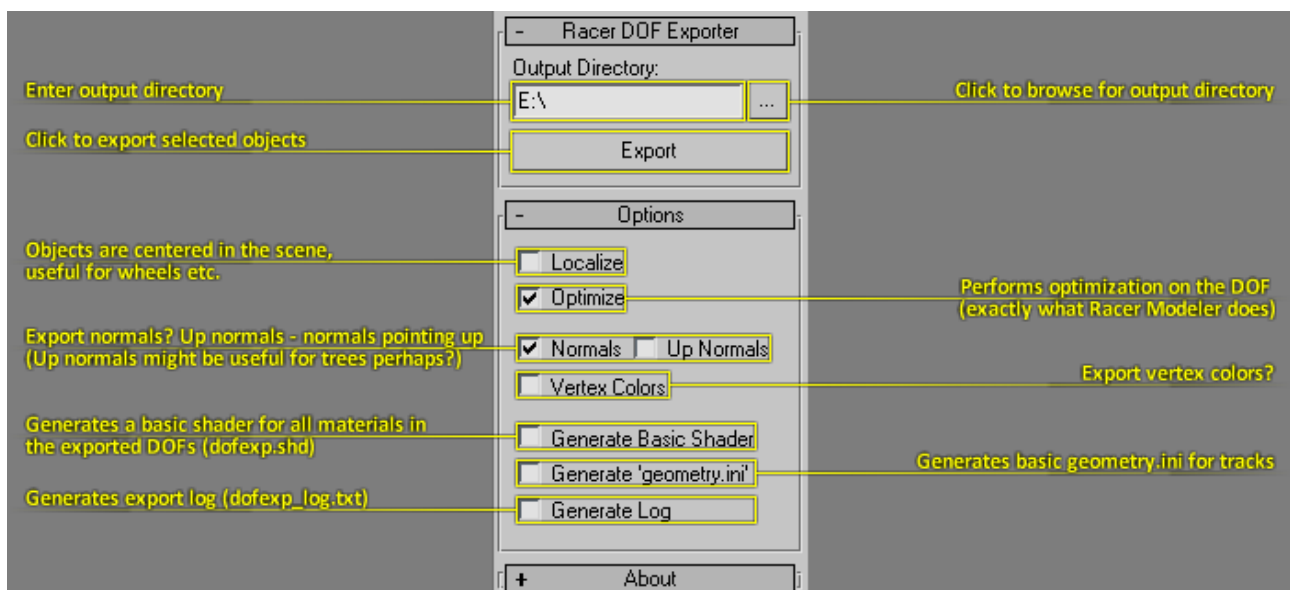 - Racer DOF Exporter
Output Directory:
Enter output directory
E:\
...
Click to browse for output directory
Click to export selected objects
Export
- Options
Objects are centered in the scene,
useful for wheels etc.
Localize
Optimize
Performs optimization on the DOF
(exactly what Racer Modeler does)
Export normals? Up normals - normals pointing up
(Up normals might be useful for trees perhaps?)
Normals Up Normals
Vertex Colors
Export vertex colors?
Generates a basic shader for all materials in
the exported DOFs (dofexp.shd)
Generate Basic Shader
Generate 'geometry.ini'
Generates basic geometry.ini for tracks
Generates export log (dofexp_log.txt)
Generate Log
+ About